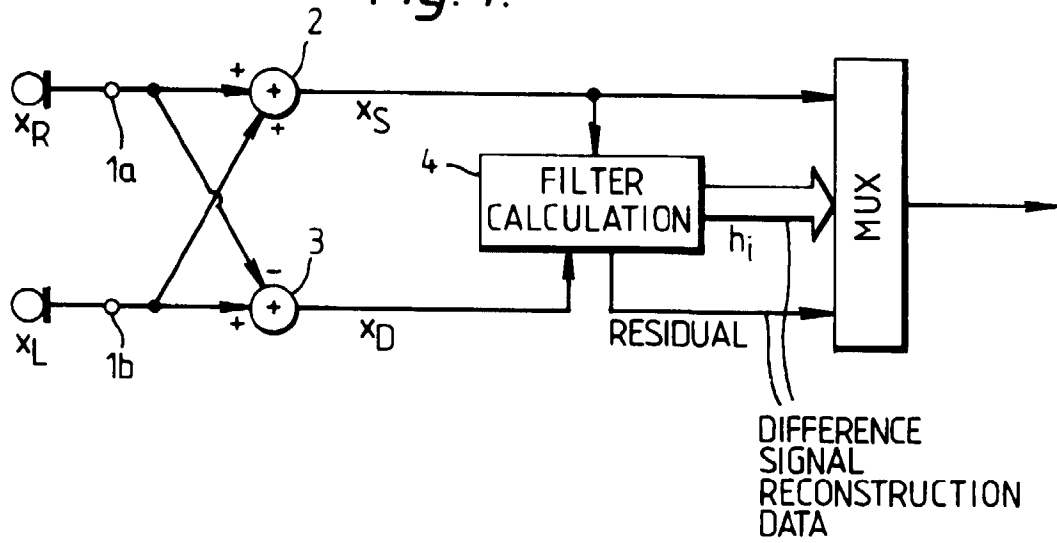 Fig. 1.
2
+
+
+
x_R
1a
x_S
4
FILTER
CALCULATION
h_i
MUX
3
-
+
+
x_L
1b
x_D
RESIDUAL
DIFFERENCE
SIGNAL
RECONSTRUCTION
DATA